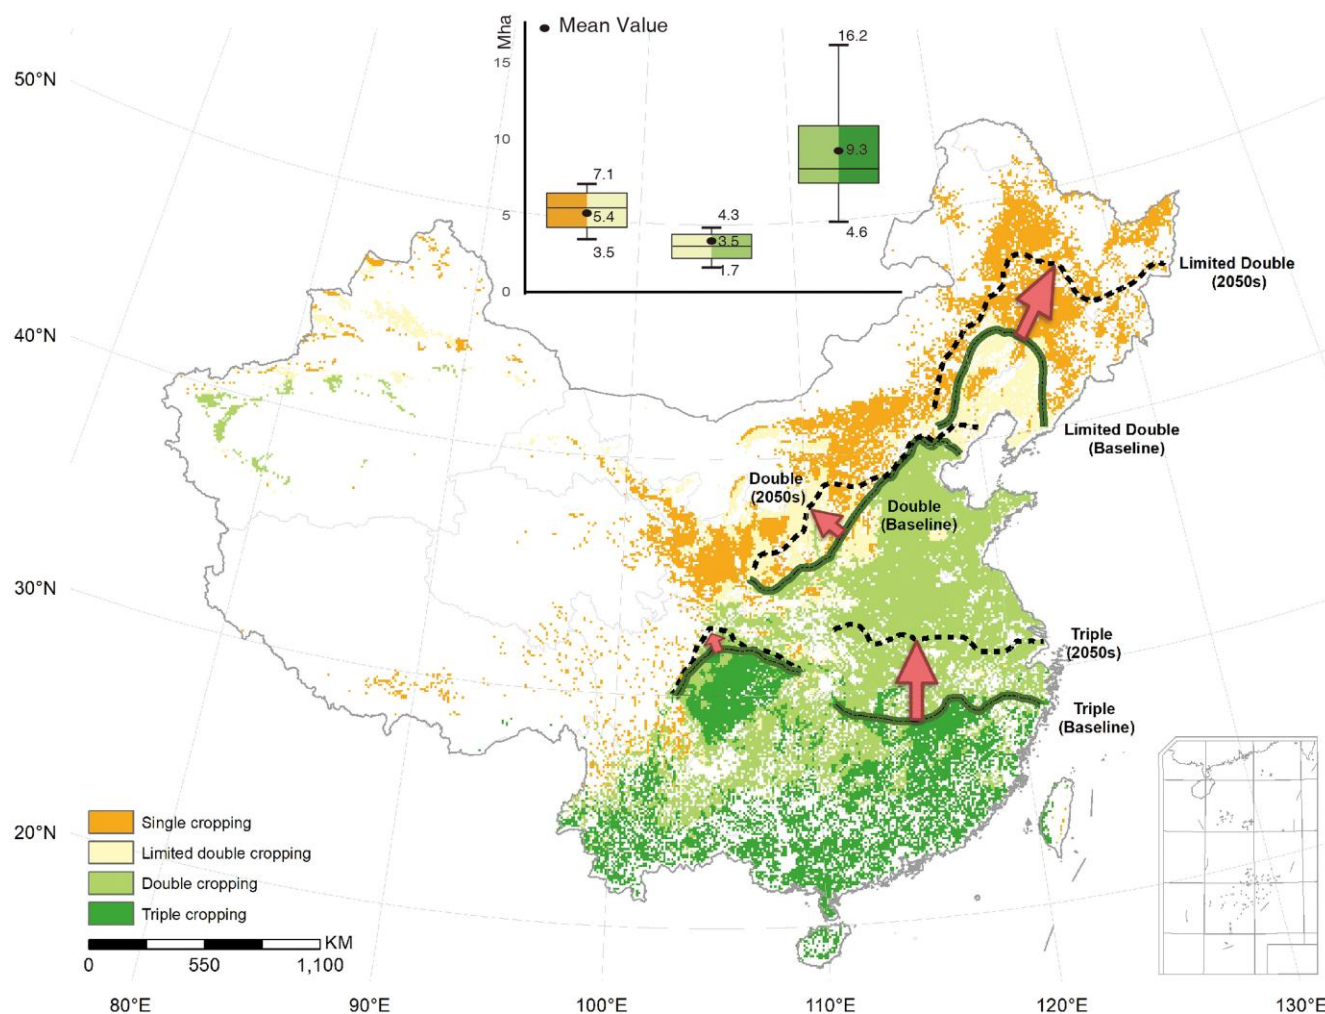 Mha
15
10
5
0
Mean Value
7.1
5.4
3.5
4.3
3.5
1.7
16.2
9.3
4.6
50°N
40°N
30°N
20°N
Limited Double
(2050s)
Limited Double
(Baseline)
Double
(2050s)
Double
(Baseline)
Triple
(2050s)
Triple
(Baseline)
Single cropping
Limited double cropping
Double cropping
Triple cropping
KM
0 550 1,100
80°E 90°E 100°E 110°E 120°E 130°E